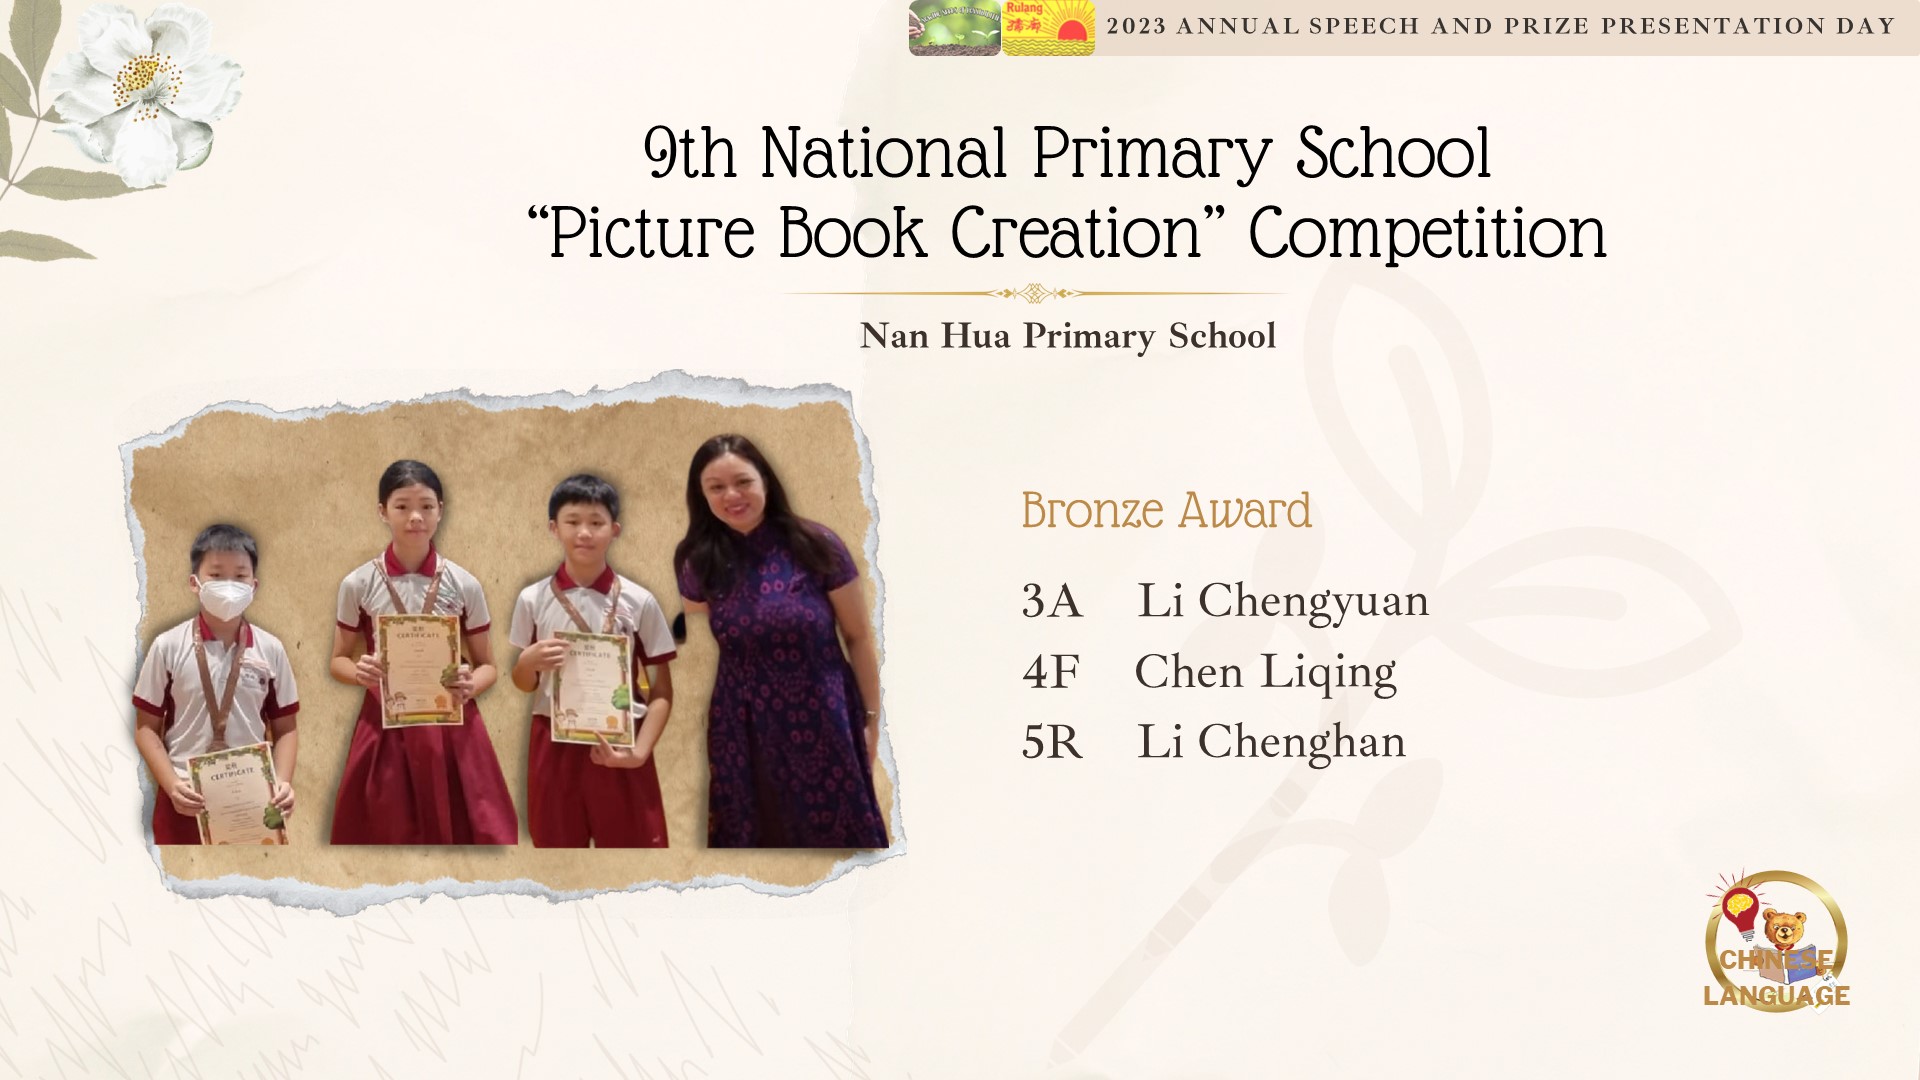 Rulang
2023 ANNUAL SPEECH AND PRIZE PRESENTATION DAY
9th National Primary School
“Picture Book Creation” Competition
Nan Hua Primary School
Bronze Award
3A Li Chengyuan
4F Chen Liqing
5R Li Chenghan
CERTIFICATE
CERTIFICATE
CERTIFICATE
CHINESE
LANGUAGE